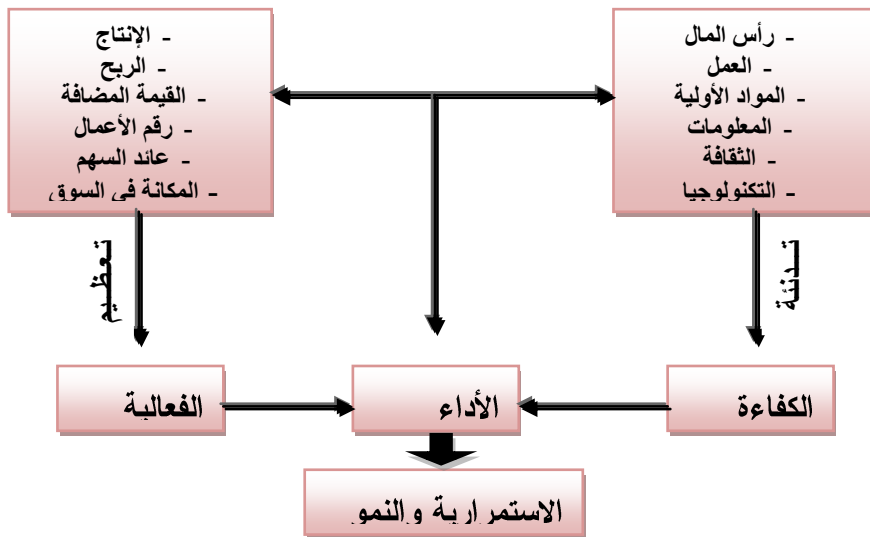 - رأس المال
- العمل
- المواد الأولية
- المعلومات
- الثقافة
- التكنولوجيا
- الإنتاج
- الربح
- القيمة المضافة
- رقم الأعمال
- عائد السهم
- المكانة في السوق
تدنئة
تعظيم
الكفاءة
الأداء
الفعالية
الاستمرارية والنمو